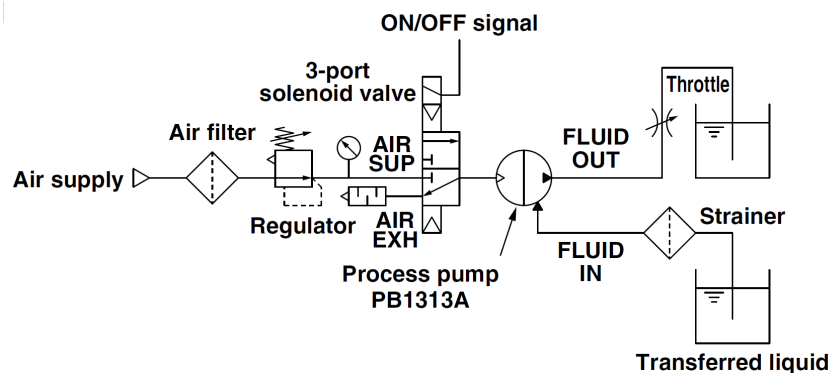 ON/OFF signal
3-port
solenoid valve
Throttle
Air filter
AIR
SUP
FLUID
OUT
Air supply
Regulator
AIR
EXH
Strainer
FLUID
IN
Process pump
PB1313A
Transferred liquid